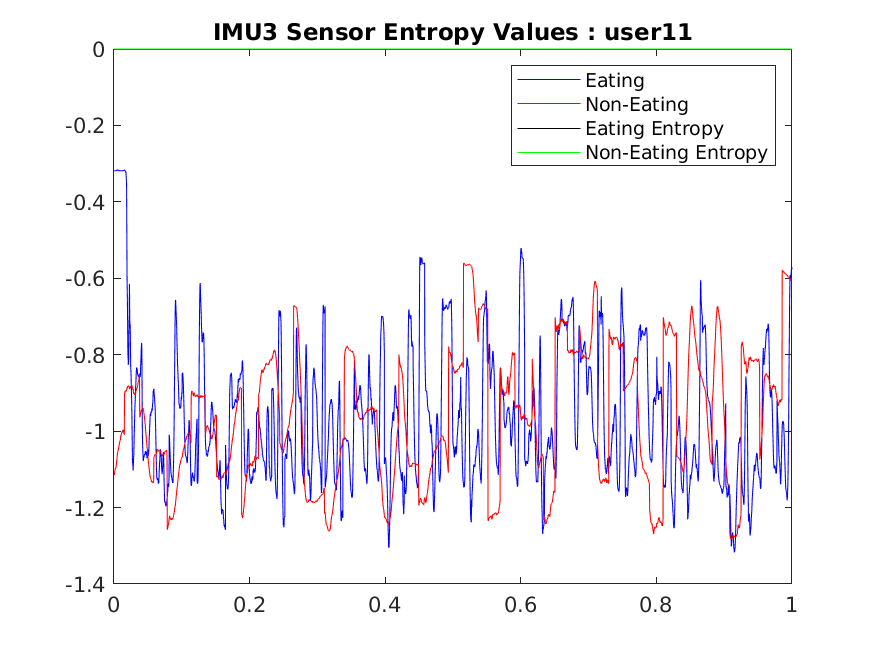 IMU3 Sensor Entropy Values : user11
0
Eating
Non-Eating
Eating Entropy
Non-Eating Entropy
-0.2
-0.4
-0.6
-0.8
-1
-1.2
-1.4
0 0.2 0.4 0.6 0.8 1